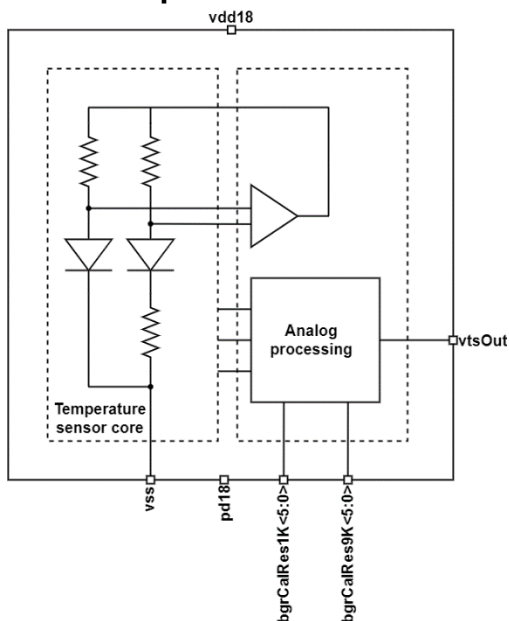 vdd18
Analog
processing
vtsOut
Temperature
sensor core
vss
pd18
bgrCalRes1K<5:0>
bgrCalRes9K<5:0>